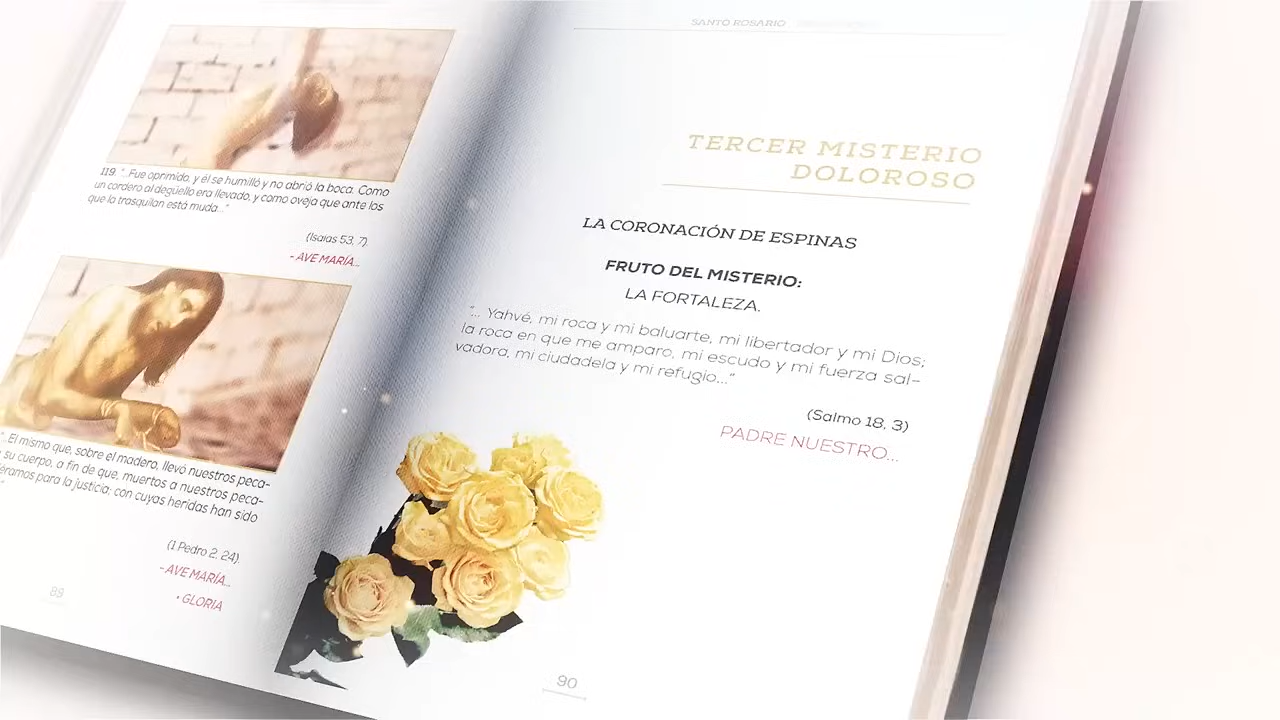 119. "...Fue oprimido, y él se humilló y no abrió la boca. Como
un cordero al degüello era llevado, y como oveja que ante los
que la trasquilan está muda..."
(Isaías 53, 7).
- AVE MARÍA...
"...El mismo que, sobre el madero, llevó nuestros peca-
su cuerpo, a fin de que, muertos a nuestros peca-
éramos para la justicia; con cuyas heridas han sido
(1 Pedro 2, 24).
- AVE MARÍA...
• GLORIA
89
SANTO ROSARIO
TERCER MISTERIO
DOLOROSO
LA CORONACIÓN DE ESPINAS
FRUTO DEL MISTERIO:
LA FORTALEZA.
"... Yahvé, mi roca y mi baluarte, mi libertador y mi Dios;
la roca en que me amparo, mi escudo y mi fuerza sal-
vadora, mi ciudadela y mi refugio..."
(Salmo 18, 3)
PADRE NUESTRO...
90